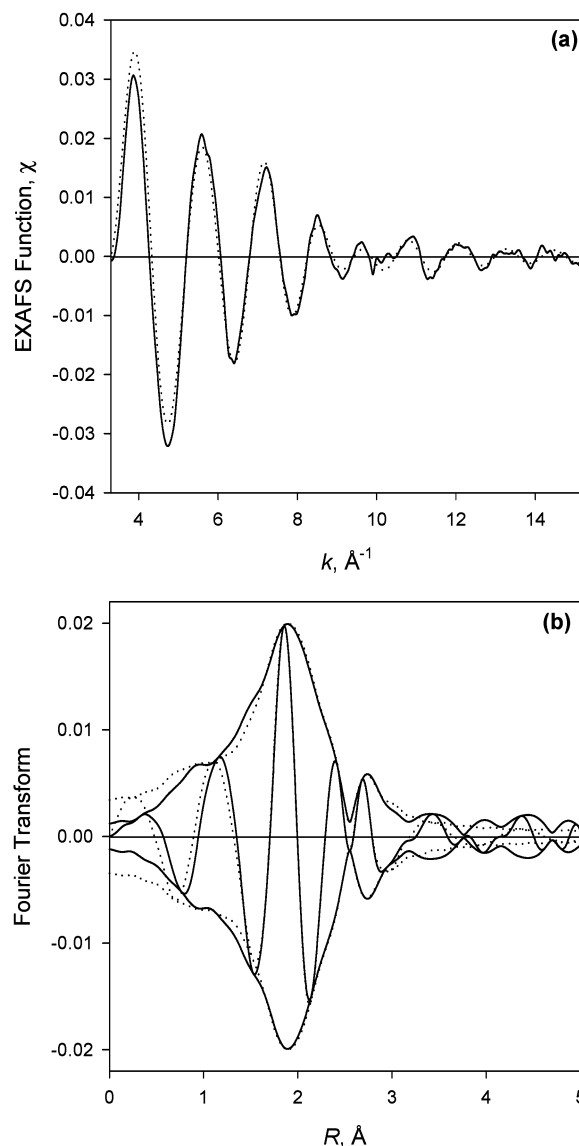 (a)
0.04
0.03
0.02
0.01
0.00
-0.01
-0.02
-0.03
-0.04
EXAFS Function, χ
4 6 8 10 12 14
k, Å-1
(b)
0.02
0.01
0.00
-0.01
-0.02
Fourier Transform
0 1 2 3 4 5
R, Å